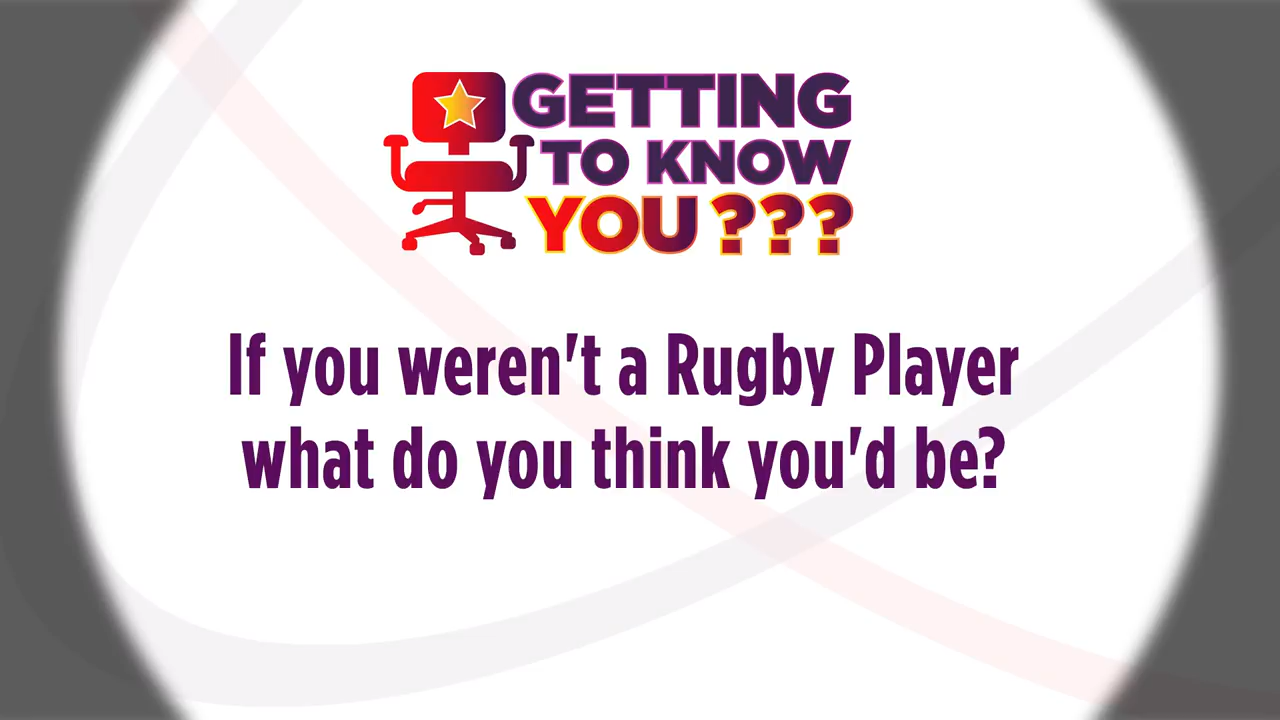 GETTING
TO KNOW
YOU ???
If you weren't a Rugby Player
what do you think you'd be?